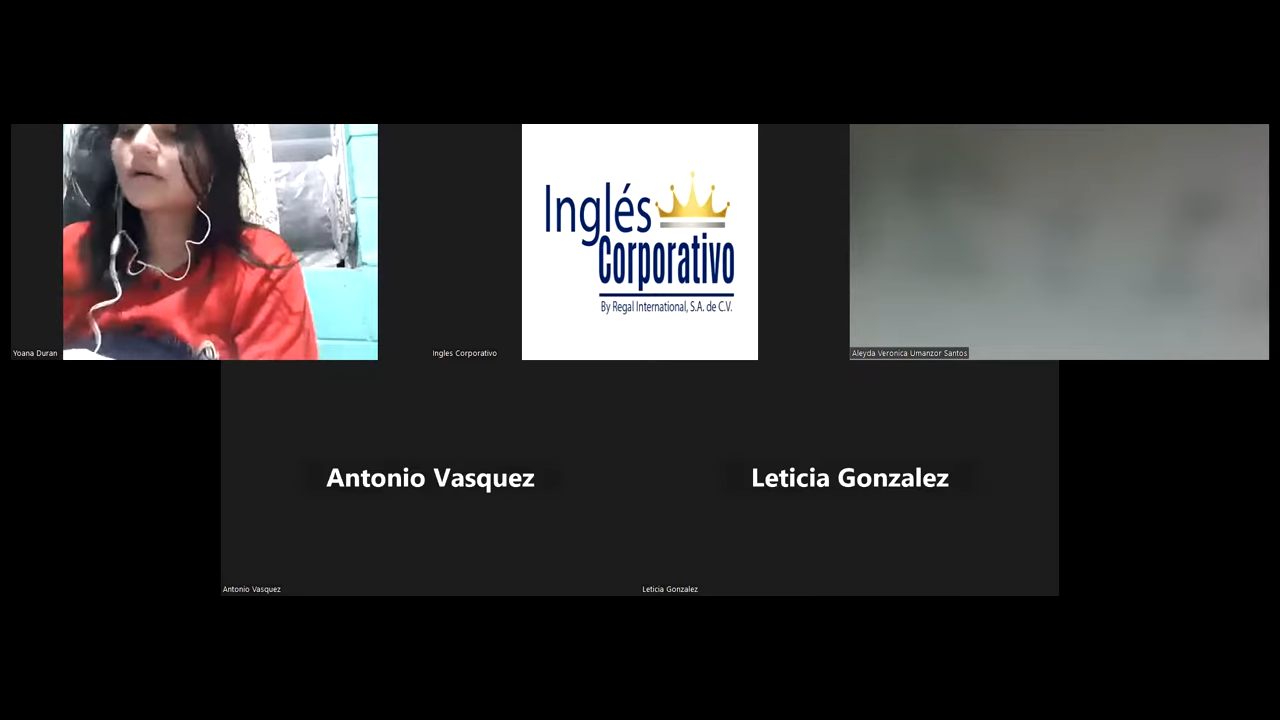 Inglés
Corporativo
By Regal International, S.A. de C.V.
Yoana Duran
Ingles Corporativo
Aleyda Veronica Umanzor Santos
Antonio Vasquez
Leticia Gonzalez
Antonio Vasquez
Leticia Gonzalez